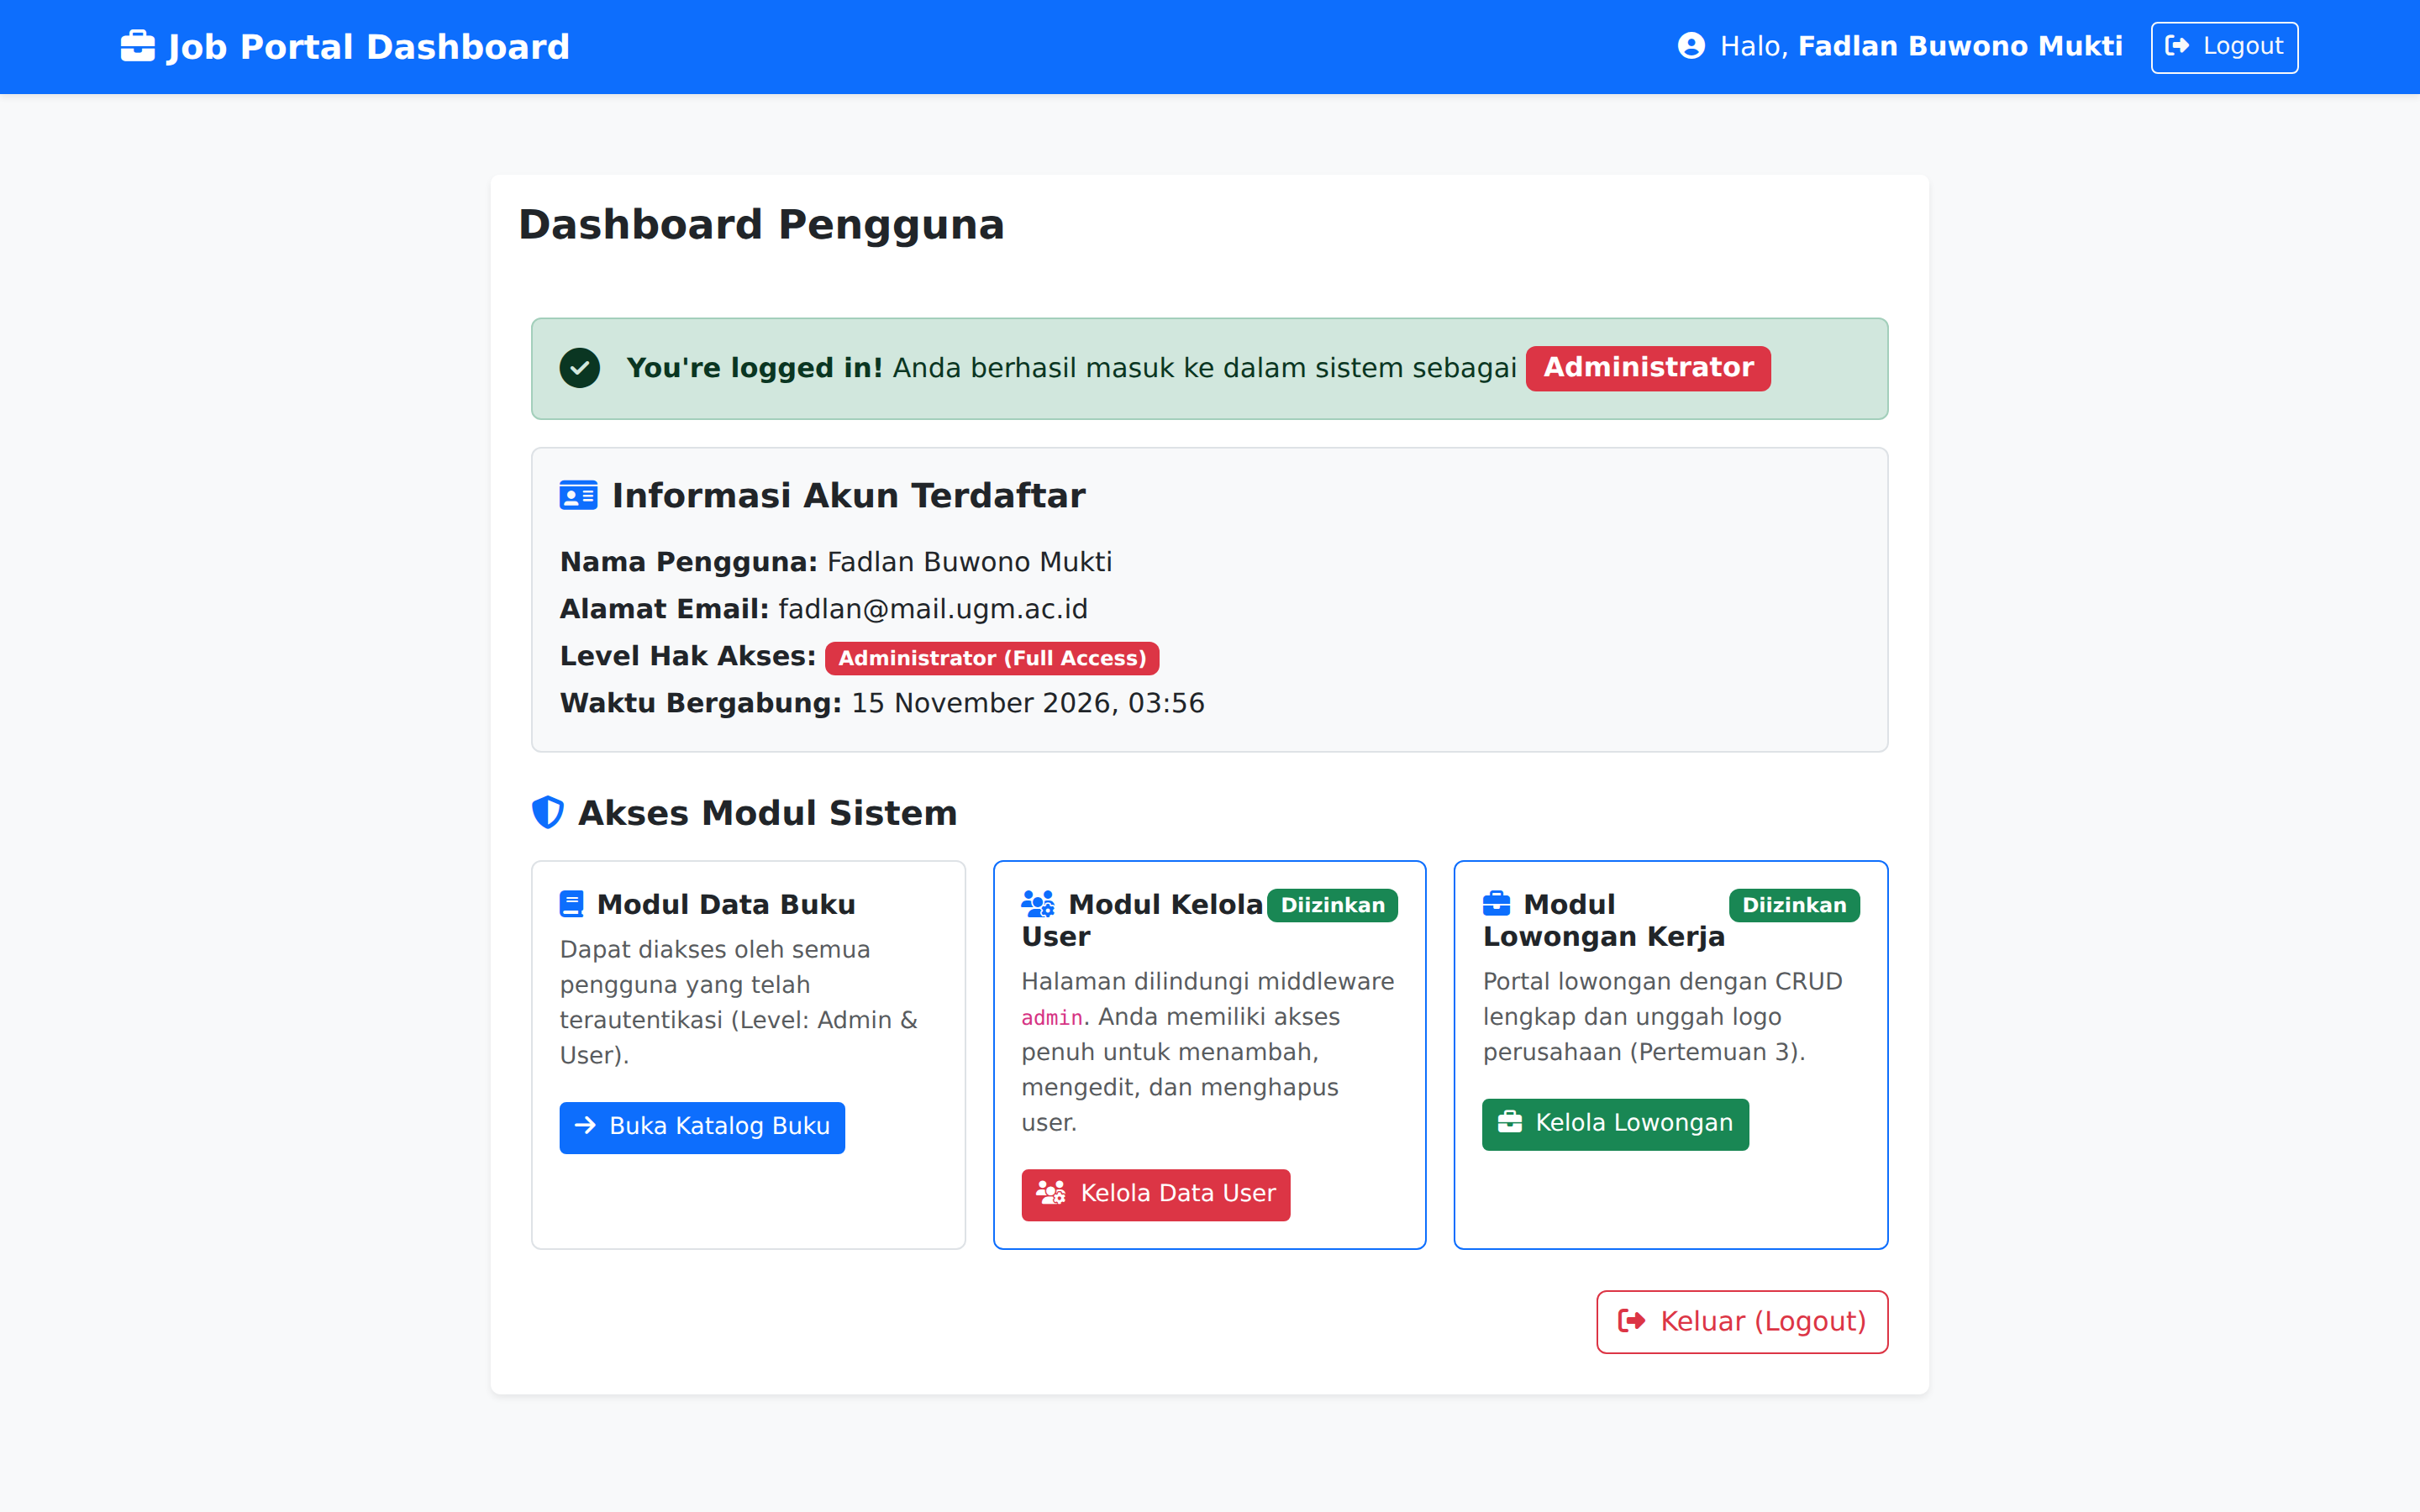 Job Portal Dashboard
Halo, Fadlan Buwono Mukti
Logout
Dashboard Pengguna
You're logged in! Anda berhasil masuk ke dalam sistem sebagai Administrator
Informasi Akun Terdaftar
Nama Pengguna: Fadlan Buwono Mukti
Alamat Email: fadlan@mail.ugm.ac.id
Level Hak Akses: Administrator (Full Access)
Waktu Bergabung: 15 November 2026, 03:56
Akses Modul Sistem
Modul Data Buku
Dapat diakses oleh semua
pengguna yang telah
terautentikasi (Level: Admin &
User).
Buka Katalog Buku
Modul Kelola
User
Diizinkan
Halaman dilindungi middleware
admin. Anda memiliki akses
penuh untuk menambah,
mengedit, dan menghapus
user.
Kelola Data User
Modul
Lowongan Kerja
Diizinkan
Portal lowongan dengan CRUD
lengkap dan unggah logo
perusahaan (Pertemuan 3).
Kelola Lowongan
Keluar (Logout)